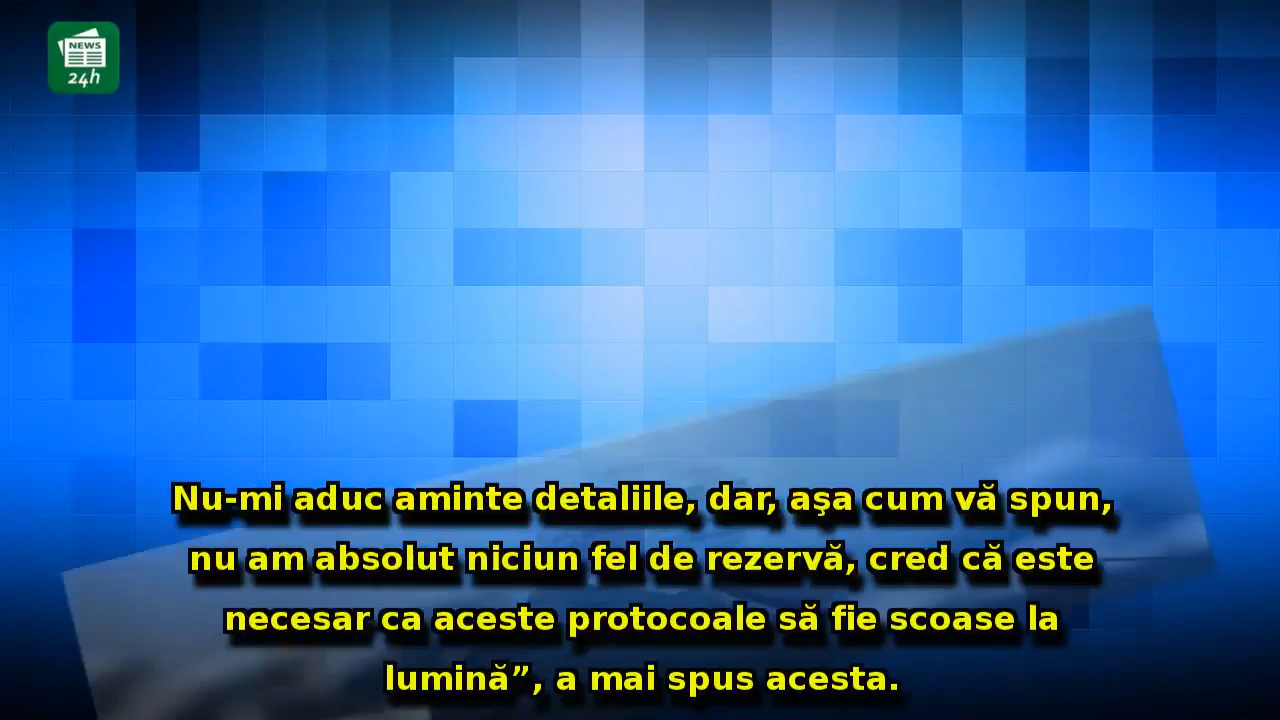 NEWS
24h
Nu-mi aduc aminte detaliile, dar, aşa cum vă spun,
nu am absolut niciun fel de rezervă, cred că este
necesar ca aceste protocoale să fie scoase la
lumină”, a mai spus acesta.